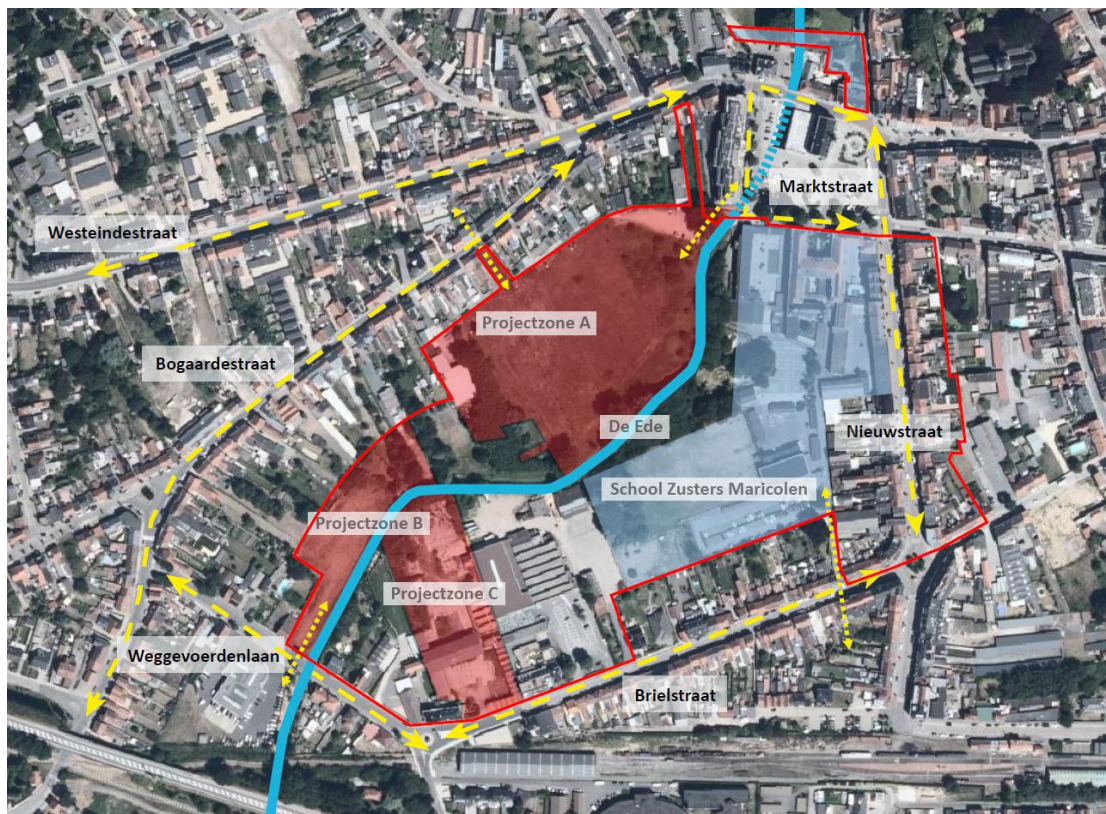 Marktstraat
Westeindestraat
Projectzone A
Bogaardestraat
De Ede
Nieuwstraat
School Zusters Maricolen
Projectzone B
Projectzone C
Weggevoerdenlaan
Brielstraat